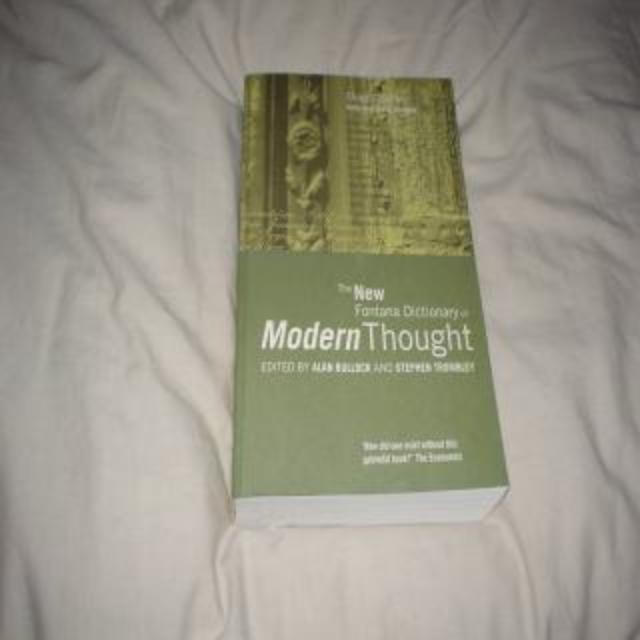 The New
Fontana Dictionary of
Modern Thought
EDITED BY ALAN BULLOCK AND STEPHEN TROMBLEY
"How did one exist without this
splendid book?" The Economist